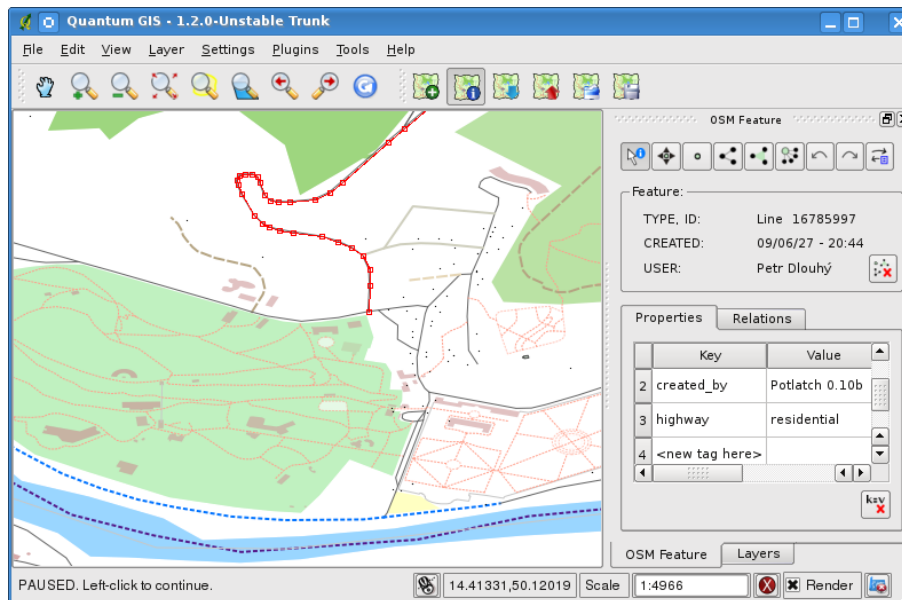 Quantum GIS - 1.2.0-Unstable Trunk
File Edit View Layer Settings Plugins Tools Help
OSM Feature
Feature:
TYPE, ID: Line 16785997
CREATED: 09/06/27 - 20:44
USER: Petr Dlouhý
Properties Relations
Key Value
2 created_by Potlatch 0.10b
3 highway residential
4 <new tag here>
k=v
OSM Feature Layers
PAUSED. Left-click to continue. 14.41331,50.12019 Scale 1:4966 Render